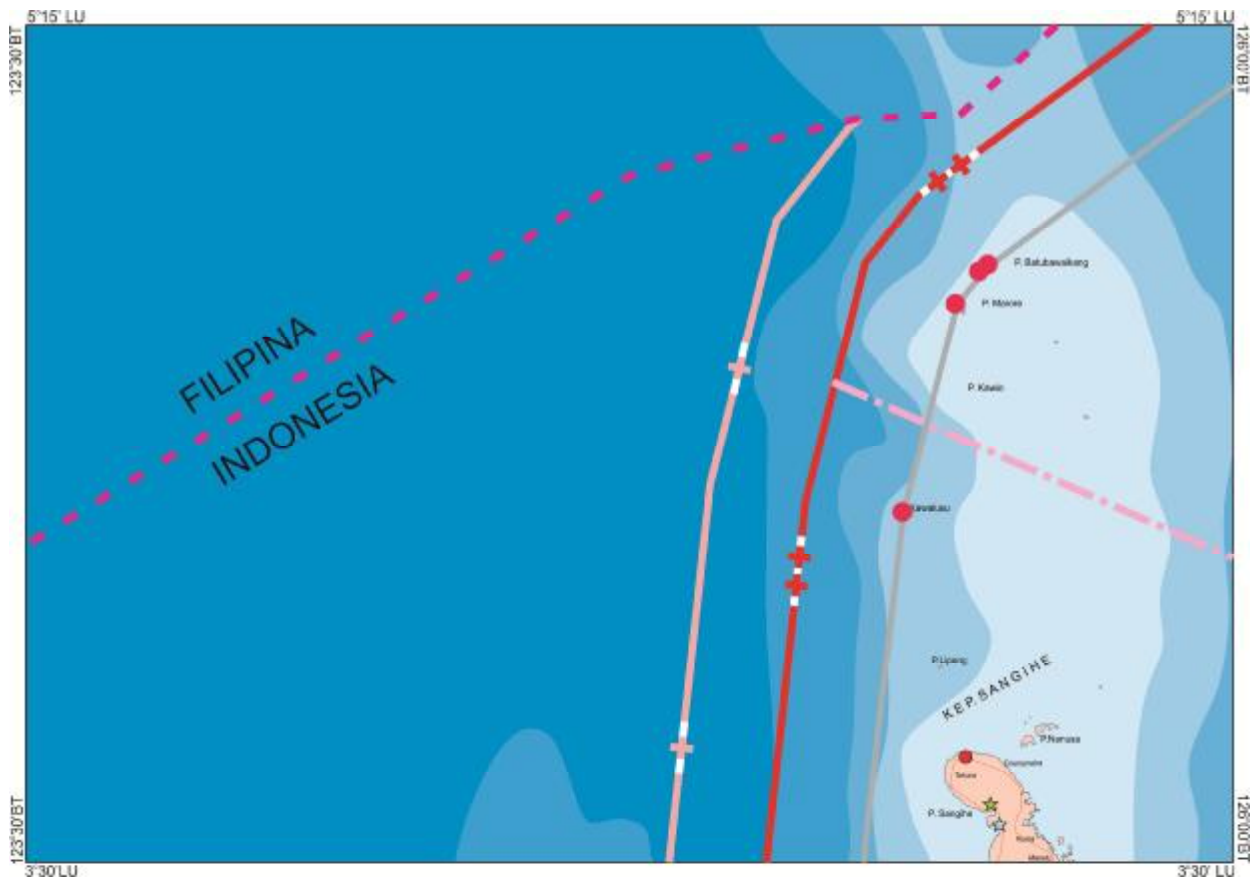 5°15' LU
5°15' LU
123°30'BT
126°00'BT
P. Batubawaikang
P. Marore
FILIPINA
INDONESIA
P. Kawio
P.Lipang
KEP. SANGIHE
P.Nanusa
P. Sangihe
123°30'BT
126°00'BT
3°30'LU
3°30' LU